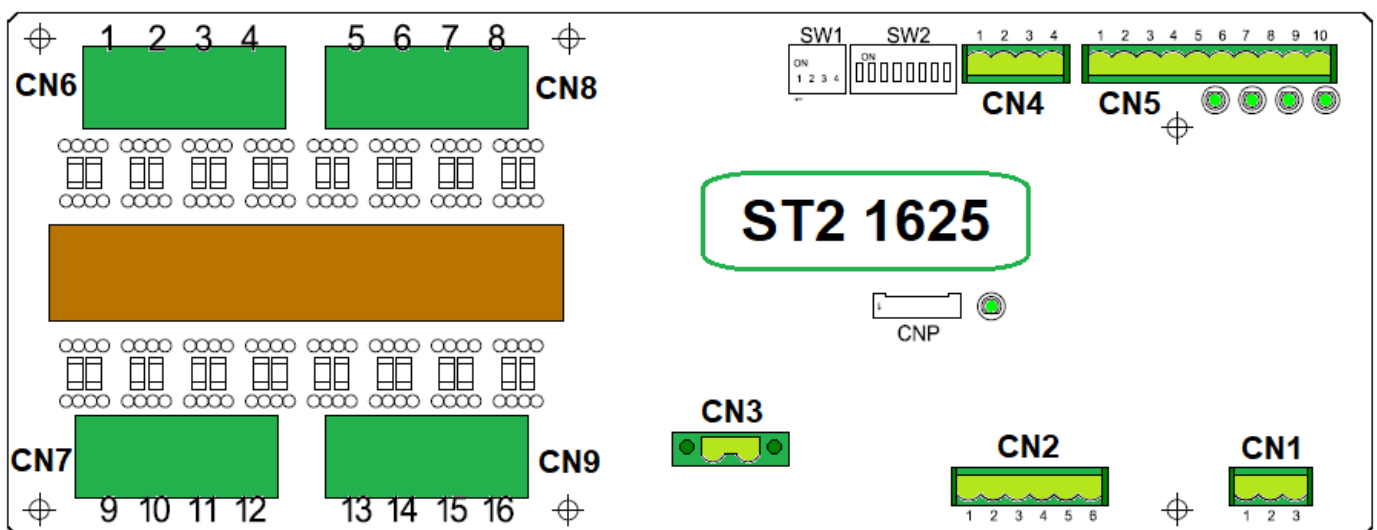 1 2 3 4 5 6 7 8
CN6 CN8
SW1 SW2
ON
1 2 3 4
ON
1 2 3 4
CN4
1 2 3 4 5 6 7 8 9 10
CN5
ST2 1625
CNP
CN3
CN7 CN9
9 10 11 12 13 14 15 16
CN2
1 2 3 4 5 6
CN1
1 2 3